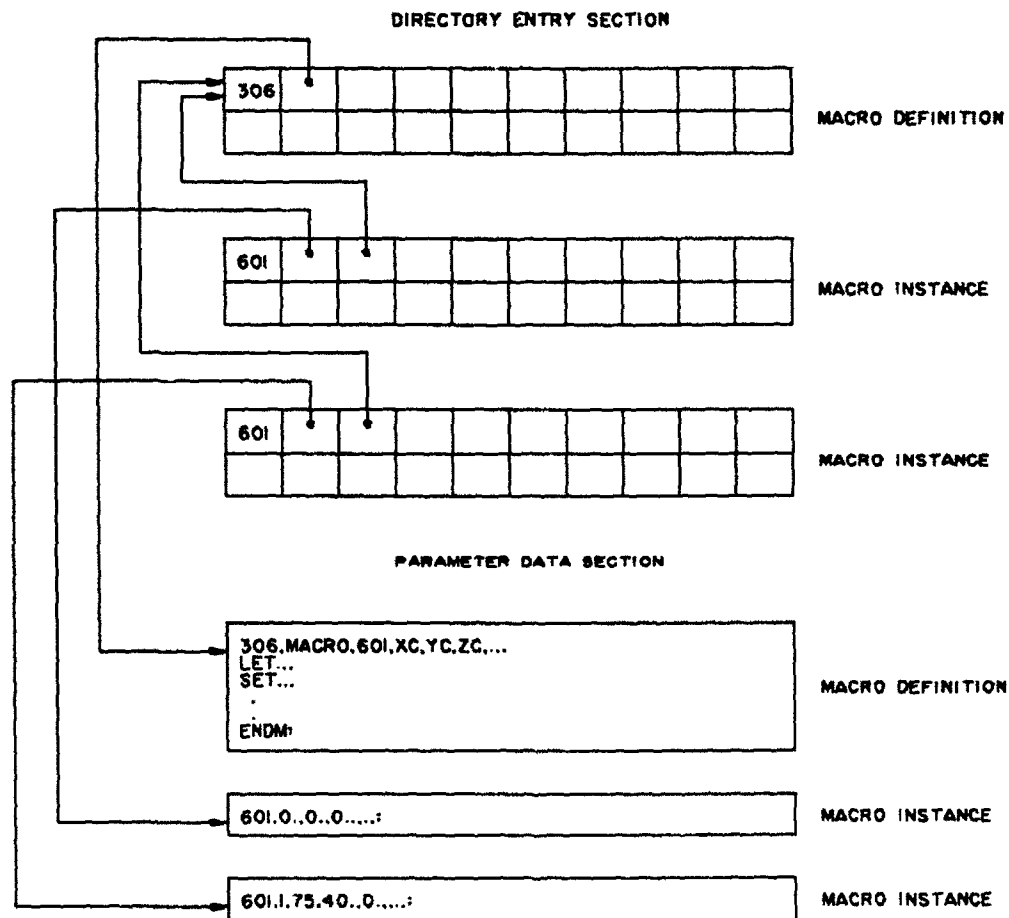 DIRECTORY ENTRY SECTION
306
MACRO DEFINITION
601
MACRO INSTANCE
601
MACRO INSTANCE
PARAMETER DATA SECTION
306,MACRO,601,XC,YC,ZC,...
LET...
SET...
.
.
ENDM;
MACRO DEFINITION
601,0.,0.,0.,...;
MACRO INSTANCE
601,1.75,40.,0.,...;
MACRO INSTANCE